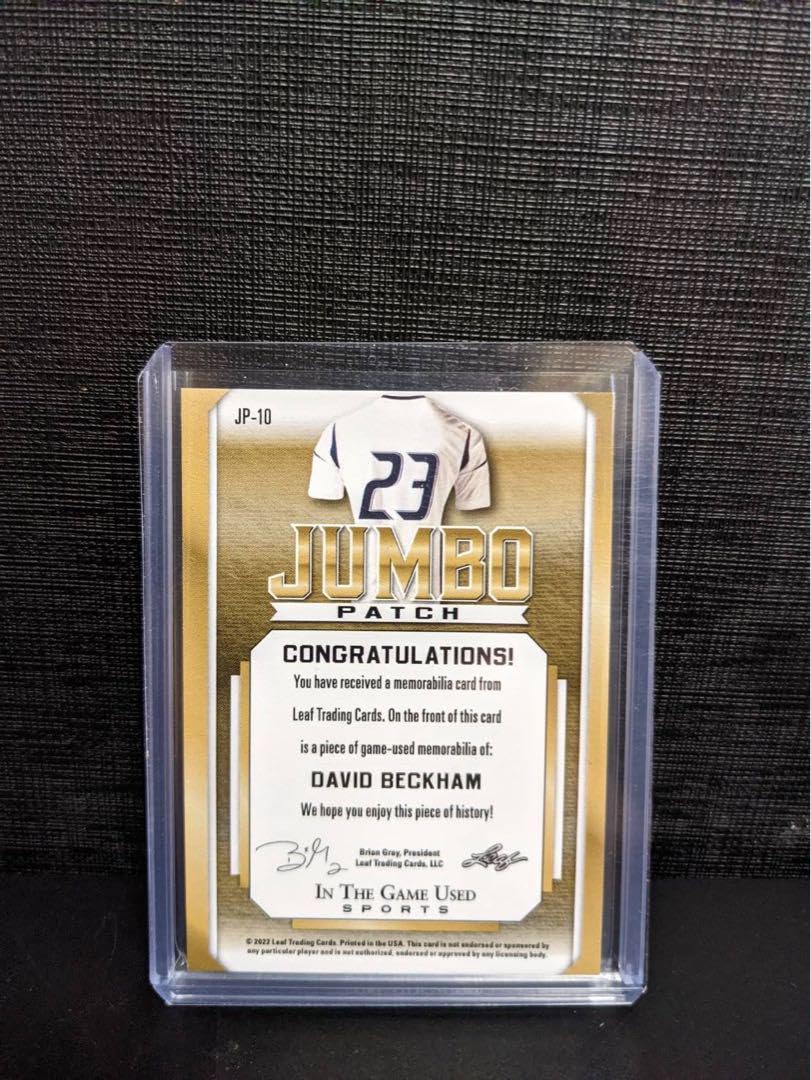 JP-10
23
JUMBO
PATCH
CONGRATULATIONS!
You have received a memorabilia card from
Leaf Trading Cards. On the front of this card
is a piece of game-used memorabilia of:
DAVID BECKHAM
We hope you enjoy this piece of history!
Brian Gray, President
Leaf Trading Cards, LLC
Leaf
IN THE GAME USED
SPORTS
© 2022 Leaf Trading Cards. Printed in the USA. This card is not endorsed or sponsored by
any particular player and is not authorized, endorsed or approved by any licensing body.